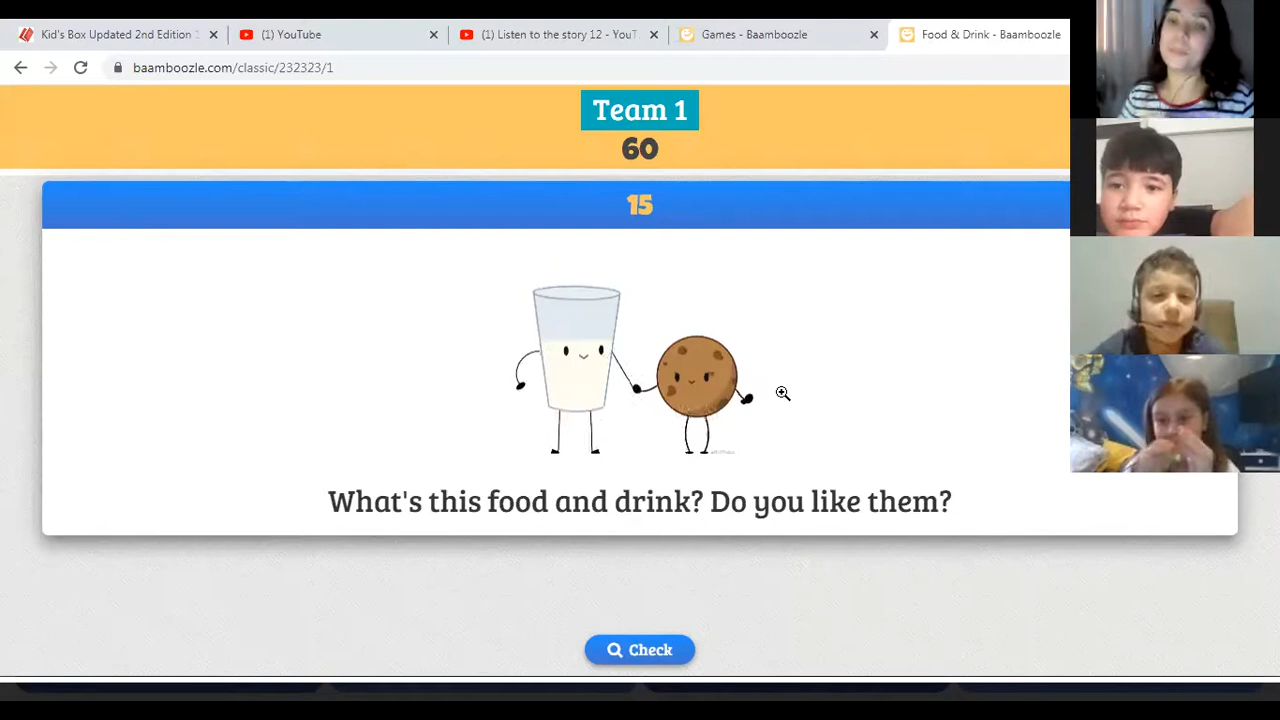 Kid's Box Updated 2nd Edition 1
(1) YouTube
(1) Listen to the story 12 - YouT
Games - Baamboozle
Food & Drink - Baamboozle
baamboozle.com/classic/232323/1
Team 1
60
15
What's this food and drink? Do you like them?
Check